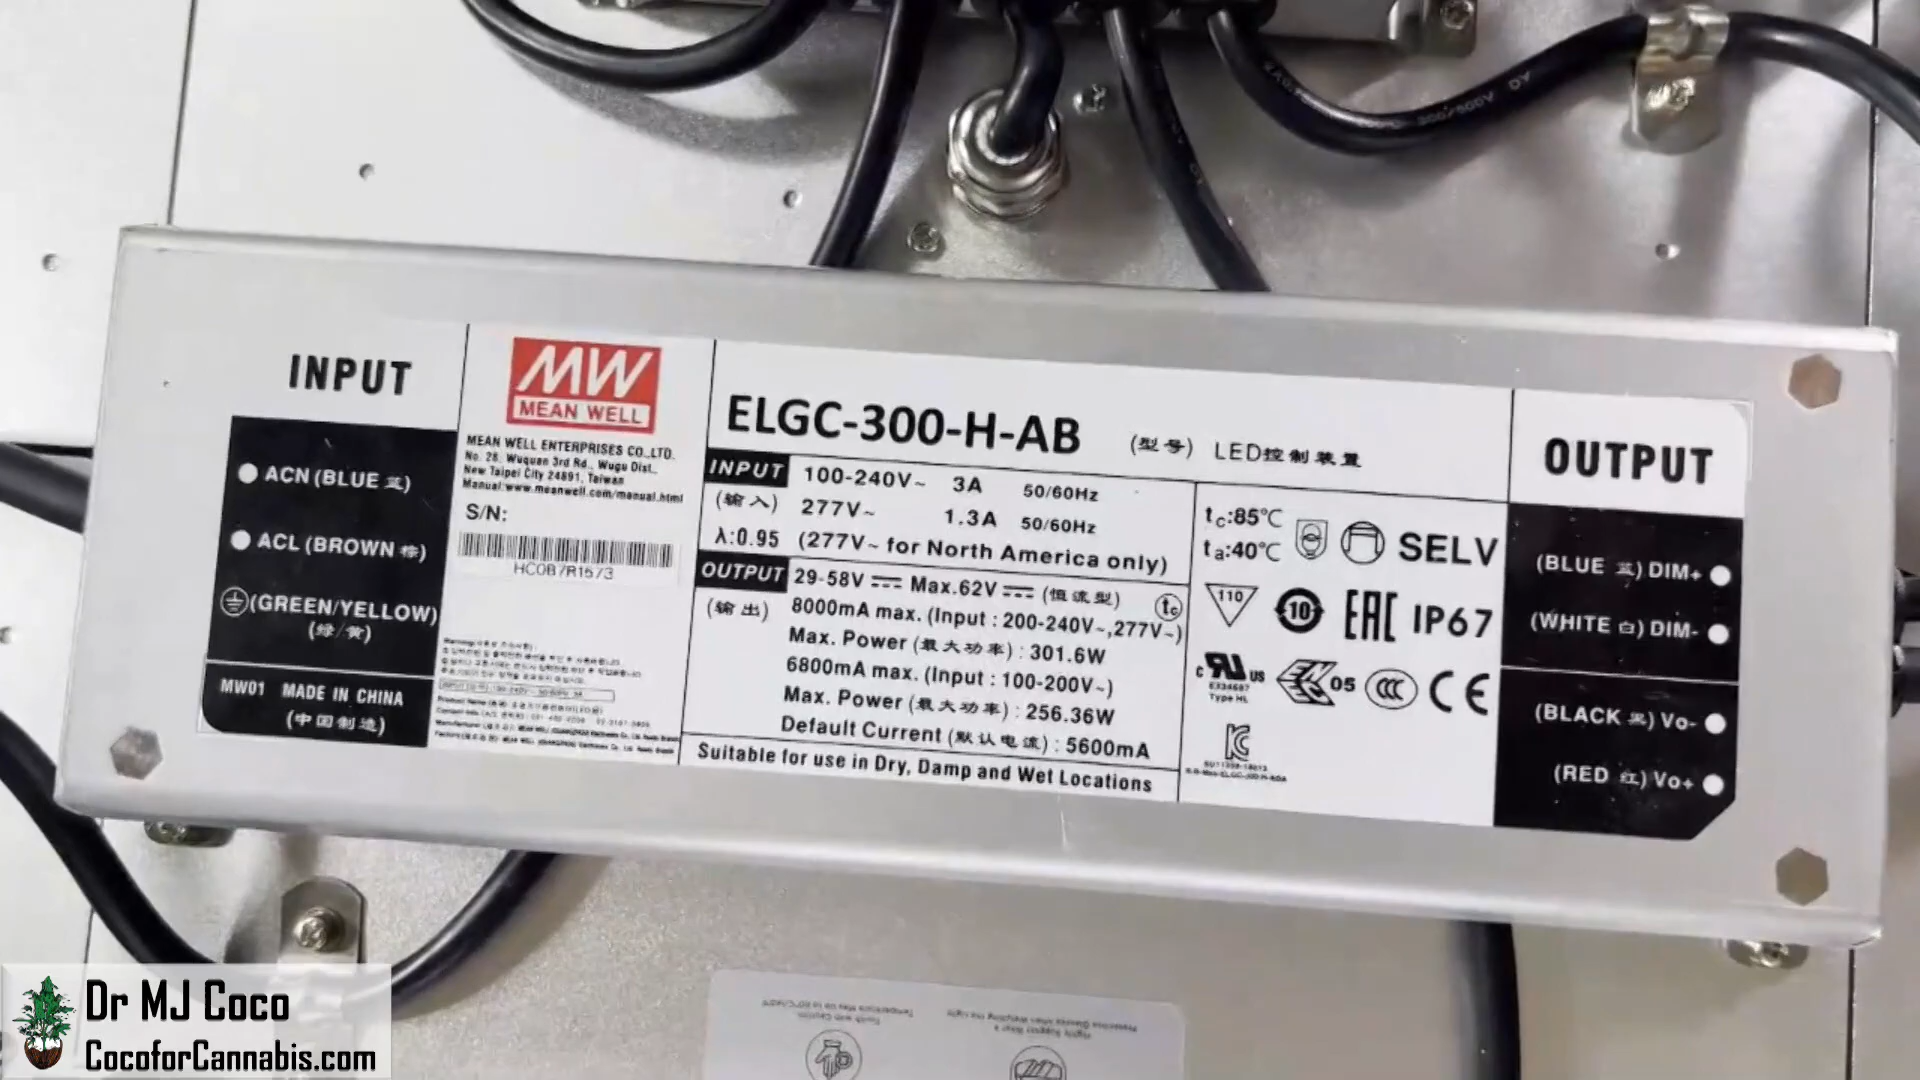 300/500V DY
INPUT
ACN (BLUE 蓝)
ACL (BROWN 棕)
(GREEN/YELLOW)
(绿/黄)
MW01 MADE IN CHINA
(中国制造)
MW
MEAN WELL
MEAN WELL ENTERPRISES CO.,LTD.
No. 28, Wuquan 3rd Rd., Wugu Dist.,
New Taipei City 24891, Taiwan
Manual:www.meanwell.com/manual.html
S/N:
HC0B7R1573
ELGC-300-H-AB (型号) LED控制装置
INPUT 100-240V~ 3A 50/60Hz
(输入) 277V~ 1.3A 50/60Hz
λ:0.95 (277V~ for North America only)
OUTPUT 29-58V Max.62V (恒流型) tc
(输出) 8000mA max. (Input : 200-240V~,277V~)
Max. Power (最大功率) : 301.6W
6800mA max. (Input : 100-200V~)
Max. Power (最大功率) : 256.36W
Default Current (默认电流) : 5600mA
Suitable for use in Dry, Damp and Wet Locations
tc:85℃
ta:40℃
SELV
110
10
EAC
IP67
c RU us
E334687
Type HL
05
CCC
CE
KC
OUTPUT
(BLUE 蓝) DIM+
(WHITE 白) DIM-
(BLACK 黑) Vo-
(RED 红) Vo+
Dr MJ Coco
CocoforCannabis.com